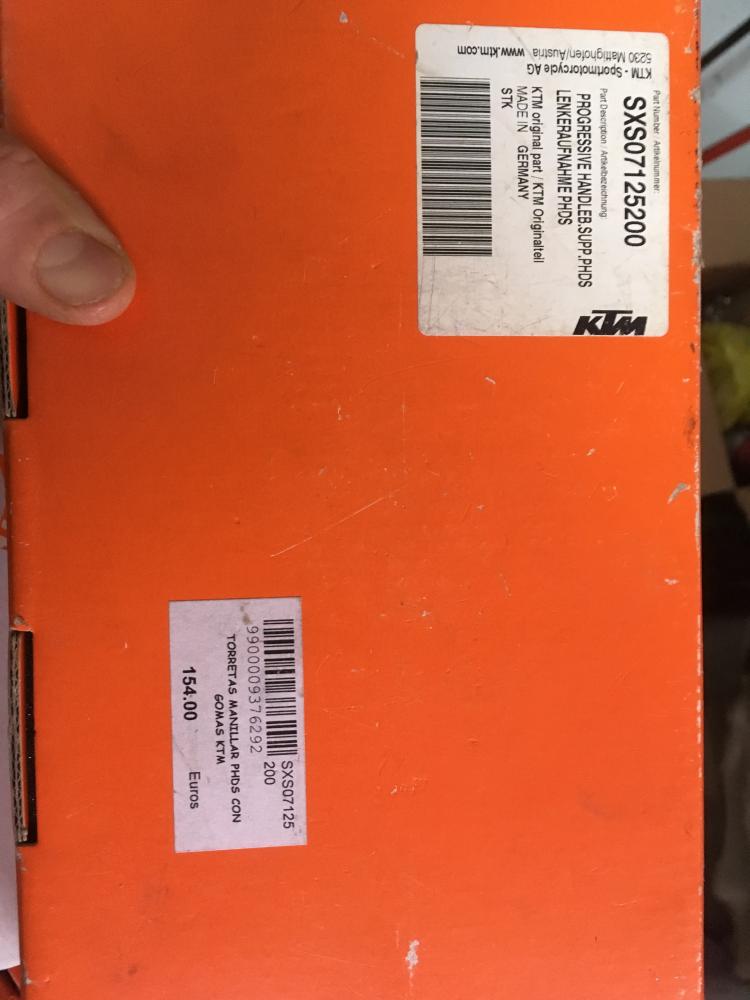 Part Number / Artikelnummer:
SXS07125200
Part Description / Artikelbezeichnung:
PROGRESSIVE HANDLEB.SUPP.PHDS
LENKERAUFNAHME PHDS
KTM original part / KTM Originalteil
MADE IN GERMANY
STK
KTM - Sportmotorcycle AG
5230 Mattighofen/Austria www.ktm.com
KTM
SXS07125
200
9900009376292
TORRETAS MANILLAR PHDS CON
GOMAS KTM
154.00 Euros